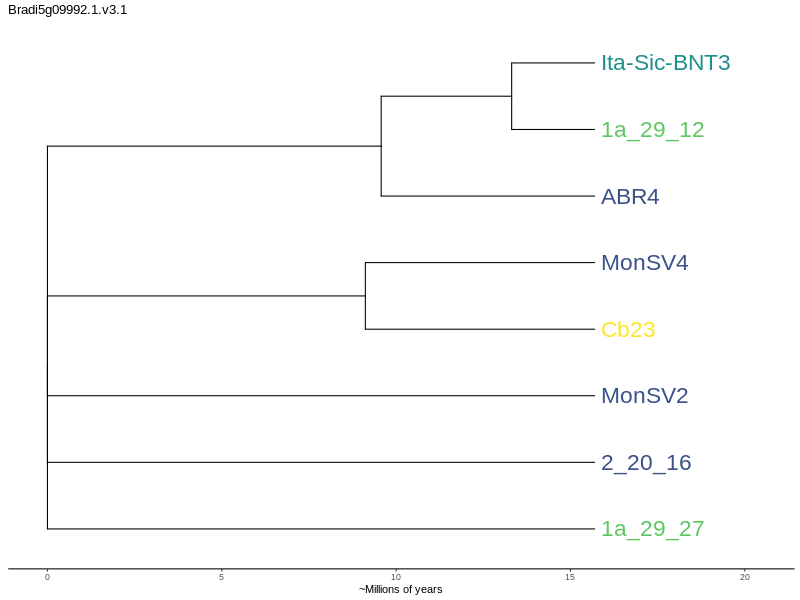 Bradi5g09992.1.v3.1
Ita-Sic-BNT3
1a_29_12
ABR4
MonSV4
Cb23
MonSV2
2_20_16
1a_29_27
0 5 10 15 20
~Millions of years